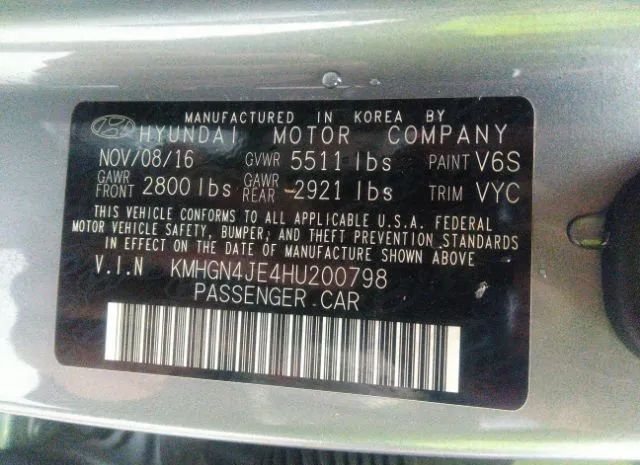 MANUFACTURED IN KOREA BY
HYUNDAI MOTOR COMPANY
NOV/08/16 GVWR 5511 lbs PAINT V6S
GAWR FRONT 2800 lbs GAWR REAR 2921 lbs TRIM VYC
THIS VEHICLE CONFORMS TO ALL APPLICABLE U.S.A. FEDERAL
MOTOR VEHICLE SAFETY, BUMPER, AND THEFT PREVENTION STANDARDS
IN EFFECT ON THE DATE OF MANUFACTURE SHOWN ABOVE
V.I.N KMHGN4JE4HU200798
PASSENGER CAR